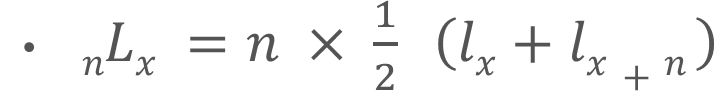 • ₙLₓ = n × 1/2 (lₓ + lₓ ₊ ₙ)